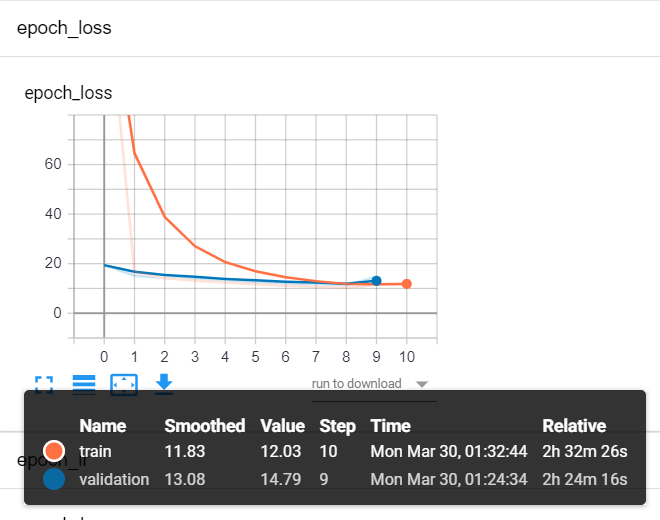 epoch_loss
epoch_loss
60
40
20
0
0 1 2 3 4 5 6 7 8 9 10
run to download
Name Smoothed Value Step Time Relative
train 11.83 12.03 10 Mon Mar 30, 01:32:44 2h 32m 26s
validation 13.08 14.79 9 Mon Mar 30, 01:24:34 2h 24m 16s